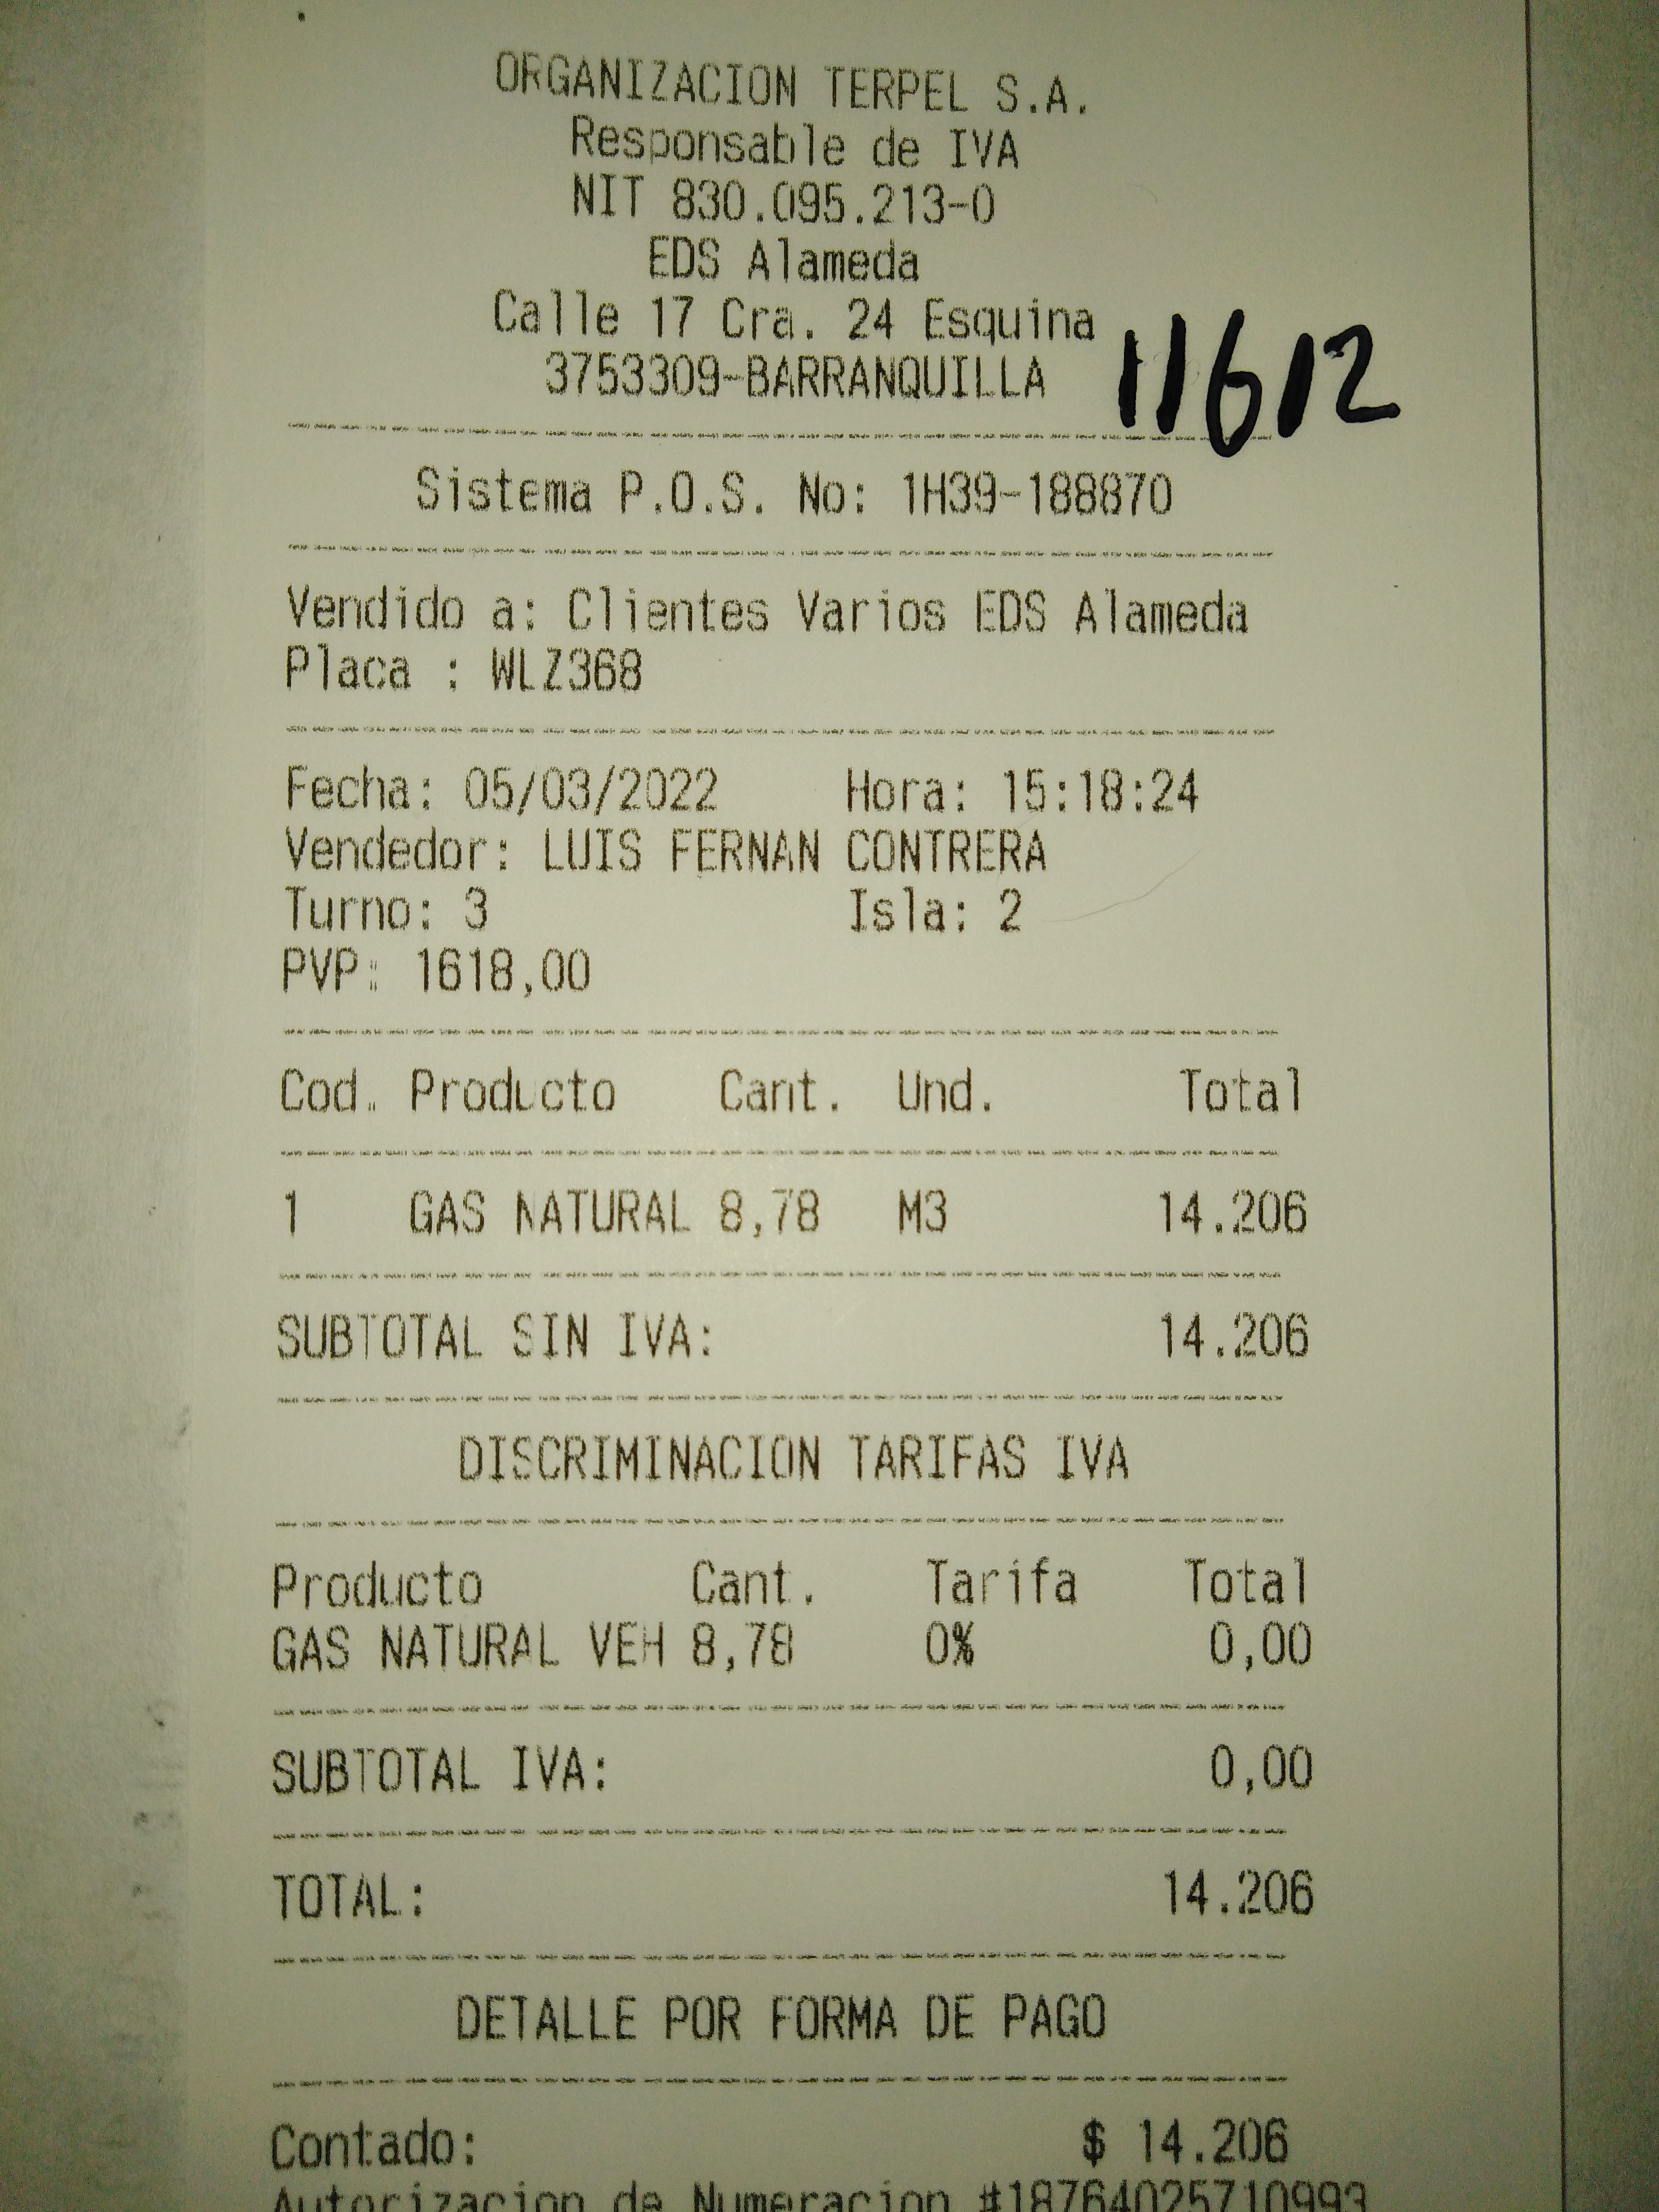 ORGANIZACION TERPEL S.A.
Responsable de IVA
NIT 830.095.213-0
EDS Alameda
Calle 17 Cra. 24 Esquina
3753309-BARRANQUILLA
11612
Sistema P.O.S. No: 1H39-188870
Vendido a: Clientes Varios EDS Alameda
Placa : WLZ368
Fecha: 05/03/2022 Hora: 15:18:24
Vendedor: LUIS FERNAN CONTRERA
Turno: 3 Isla: 2
PVP: 1618,00
Cod. Producto Cant. Und. Total
1 GAS NATURAL 8,78 M3 14.206
SUBTOTAL SIN IVA: 14.206
DISCRIMINACION TARIFAS IVA
Producto Cant. Tarifa Total
GAS NATURAL VEH 8,78 0% 0,00
SUBTOTAL IVA: 0,00
TOTAL: 14.206
DETALLE POR FORMA DE PAGO
Contado: $ 14.206
Autorizacion de Numeracion #18764025710993